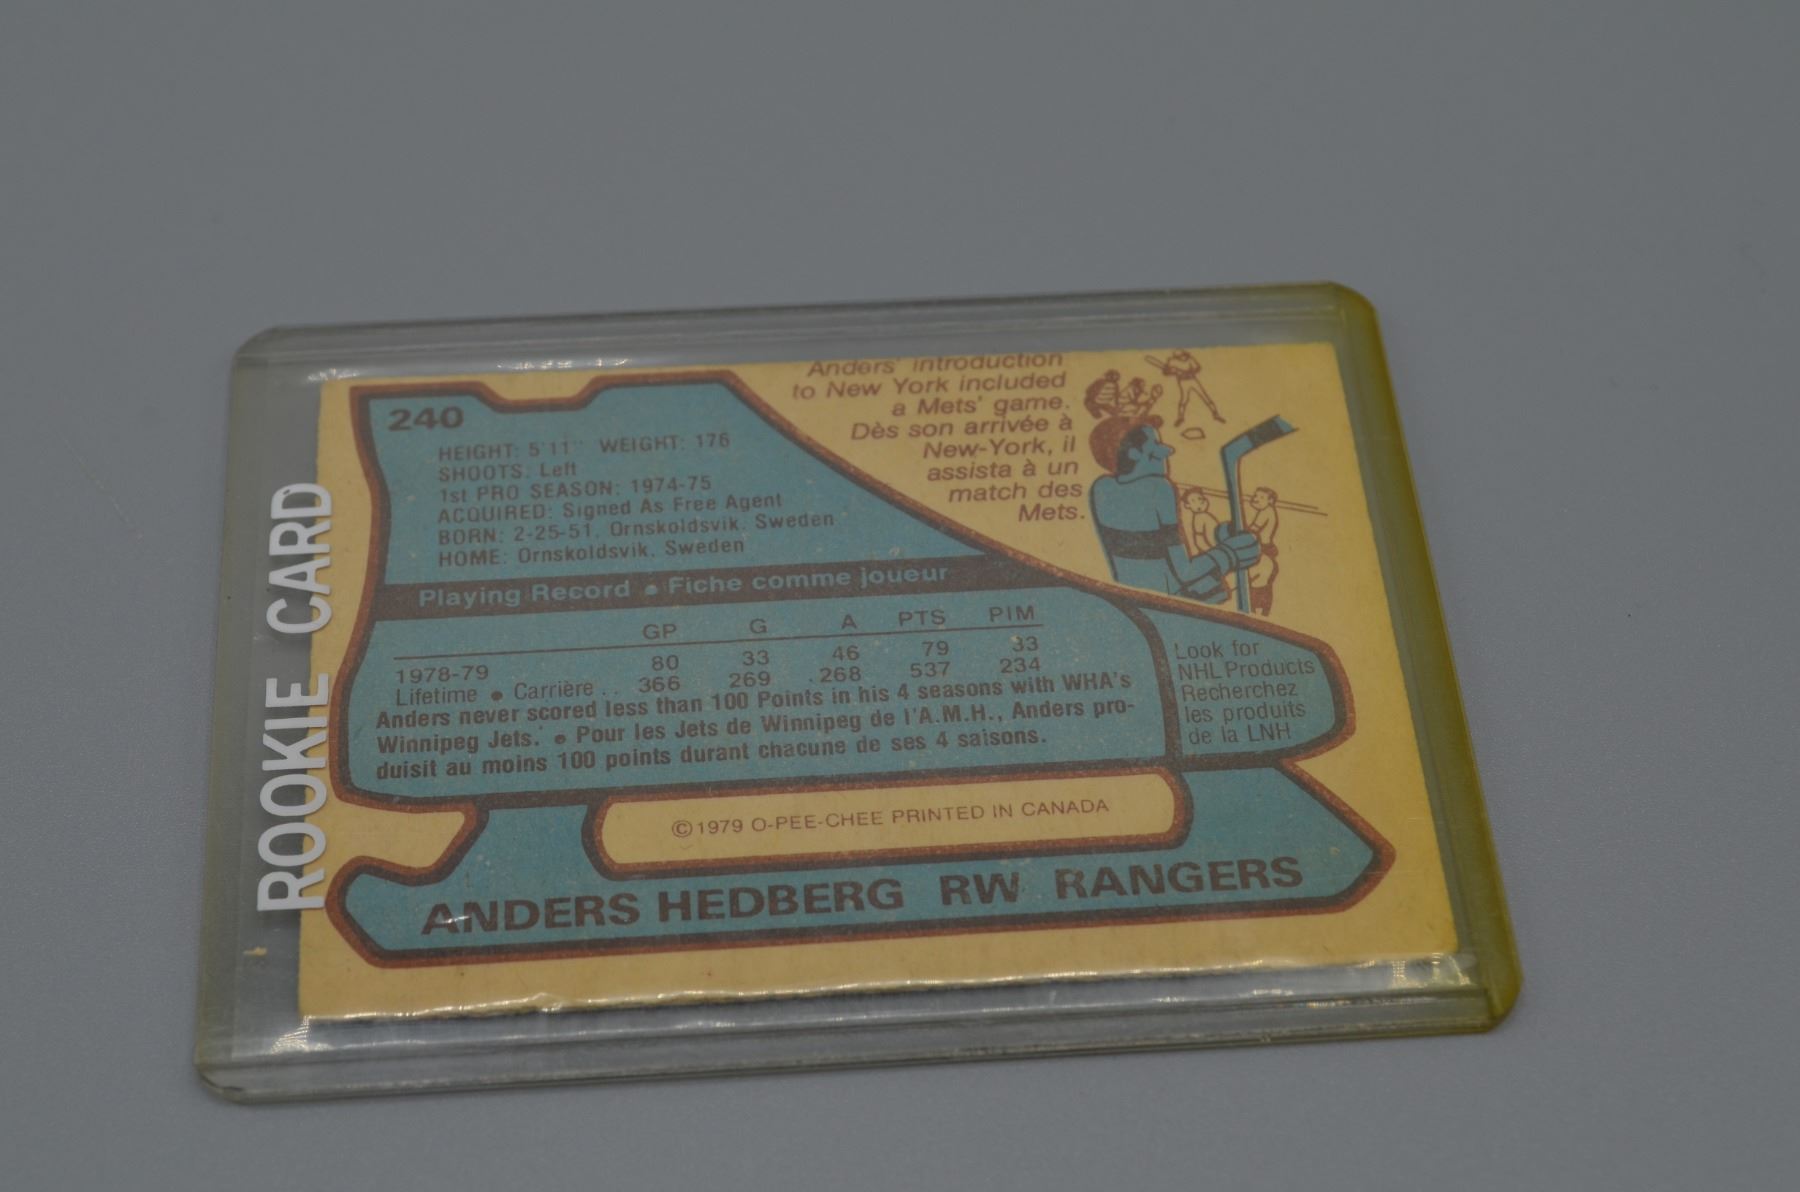 ROOKIE CARD
240
HEIGHT: 5'11" WEIGHT: 176
SHOOTS: Left
1st PRO SEASON: 1974-75
ACQUIRED: Signed As Free Agent
BORN: 2-25-51, Ornskoldsvik, Sweden
HOME: Ornskoldsvik, Sweden
Anders' introduction
to New York included
a Mets' game.
Dès son arrivée à
New-York, il
assista à un
match des
Mets.
Playing Record • Fiche comme joueur
GP G A PTS PIM
1978-79 80 33 46 79 33
Lifetime • Carrière .. 366 269 268 537 234
Anders never scored less than 100 Points in his 4 seasons with WHA's
Winnipeg Jets. • Pour les Jets de Winnipeg de l'A.M.H., Anders pro-
duisit au moins 100 points durant chacune de ses 4 saisons.
Look for
NHL Products
Recherchez
les produits
de la LNH
©1979 O-PEE-CHEE PRINTED IN CANADA
ANDERS HEDBERG RW RANGERS